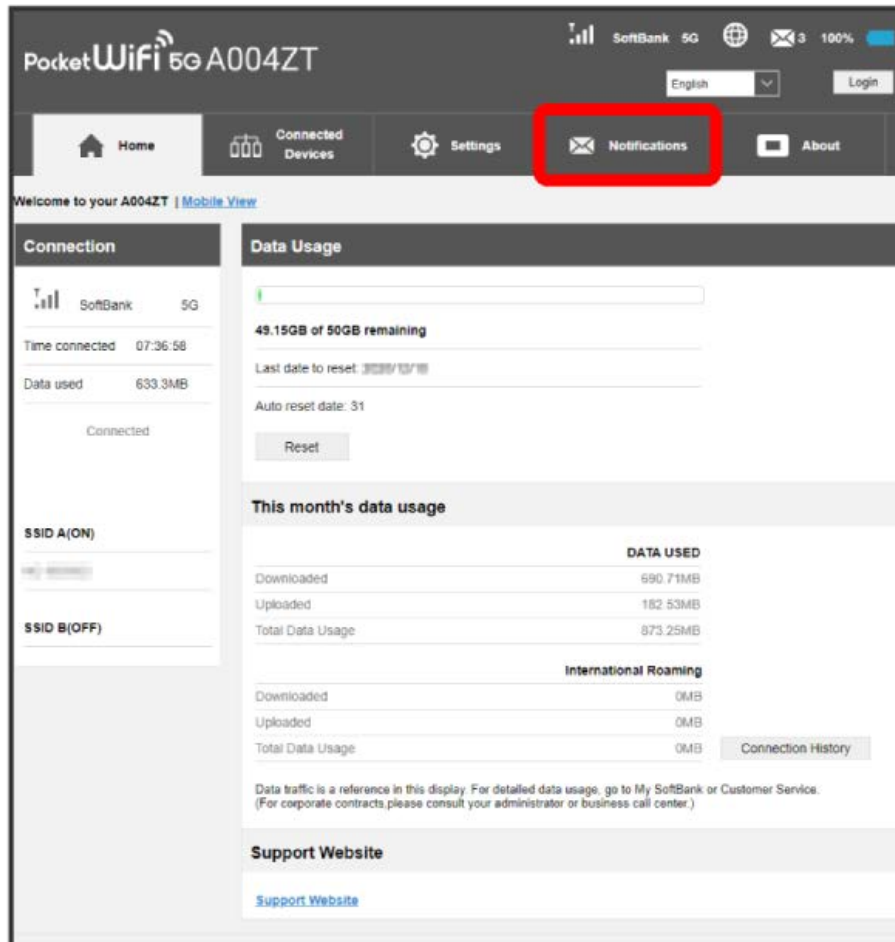 PocketWiFi 5G A004ZT
SoftBank 5G 3 100%
English Login
Home Connected Devices Settings Notifications About
Welcome to your A004ZT | Mobile View
Connection
SoftBank 5G
Time connected 07:36:58
Data used 633.3MB
Connected
SSID A(ON)
SSID B(OFF)
Data Usage
49.15GB of 50GB remaining
Last date to reset:
Auto reset date: 31
Reset
This month's data usage
DATA USED
Downloaded 690.71MB
Uploaded 182.53MB
Total Data Usage 873.25MB
International Roaming
Downloaded 0MB
Uploaded 0MB
Total Data Usage 0MB Connection History
Data traffic is a reference in this display. For detailed data usage, go to My SoftBank or Customer Service.
(For corporate contracts,please consult your administrator or business call center.)
Support Website
Support Website